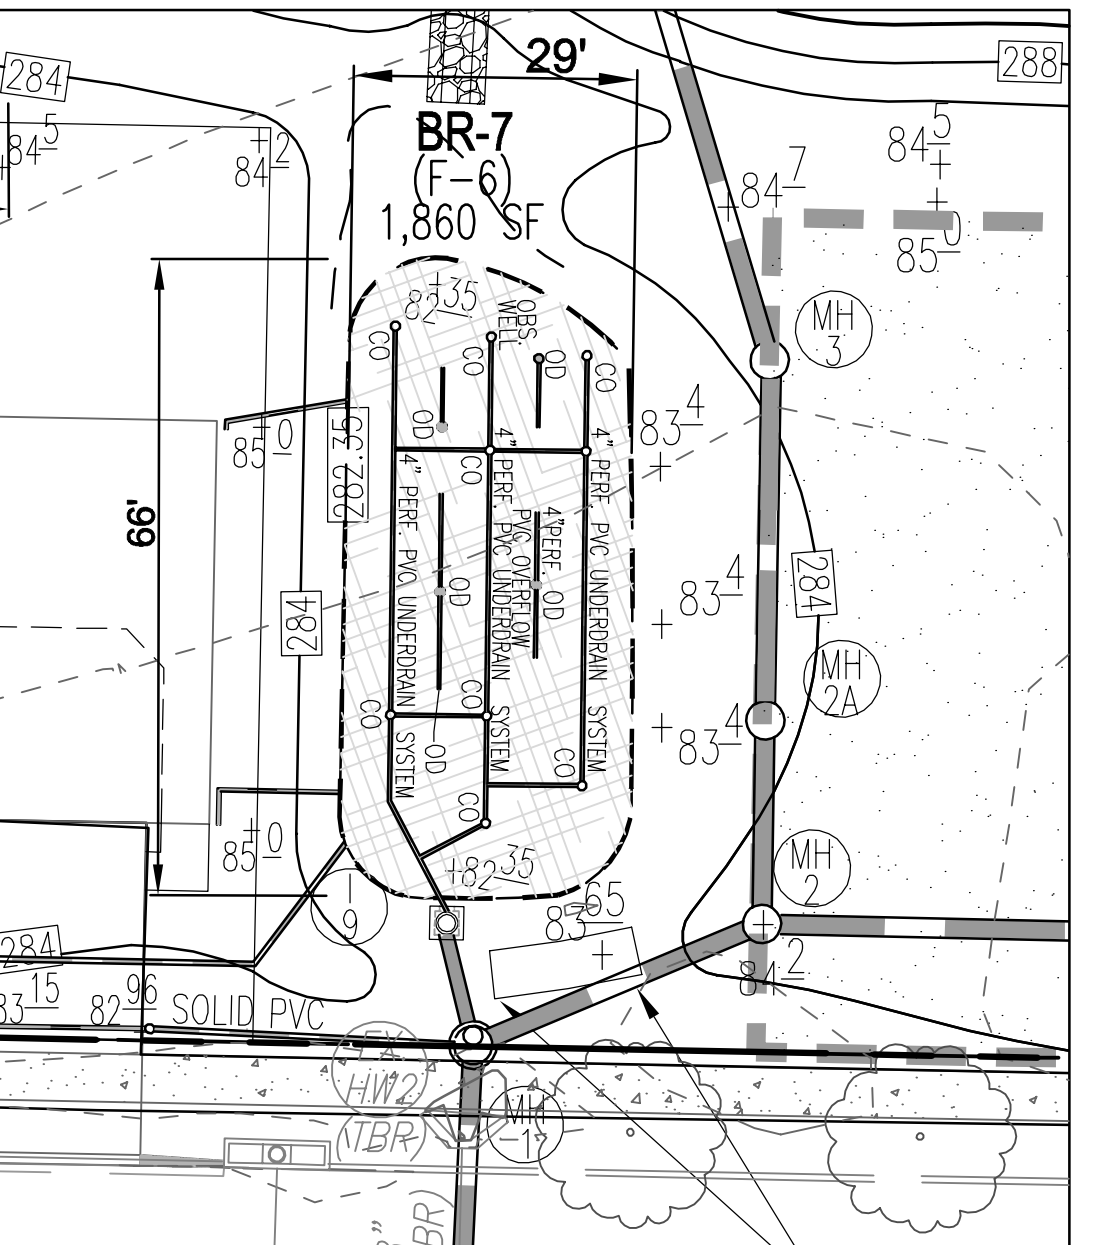 29'
288
284
84 5
84 2
BR-7
(F-6)
1,860 SF
84 7
84 5
85 0
82 35
OBS.
WELL
MH
3
CO
CO
OD
CO
OD
83 4
85 0
282.35
CO
4" PERF. PVC UNDERDRAIN SYSTEM
4" PERF. PVC UNDERDRAIN SYSTEM
4" PERF. PVC UNDERDRAIN SYSTEM
4" PERF.
PVC OVERFLOW
OD
OD
66'
83 4
284
284
MH
2A
CO
CO
OD
CO
83 4
CO
85 0
82 35
MH
2
1
9
83 65
84 2
284
83 15
82 96
SOLID PVC
EX
HW2
(TBR)
MH
1
8"
BR)